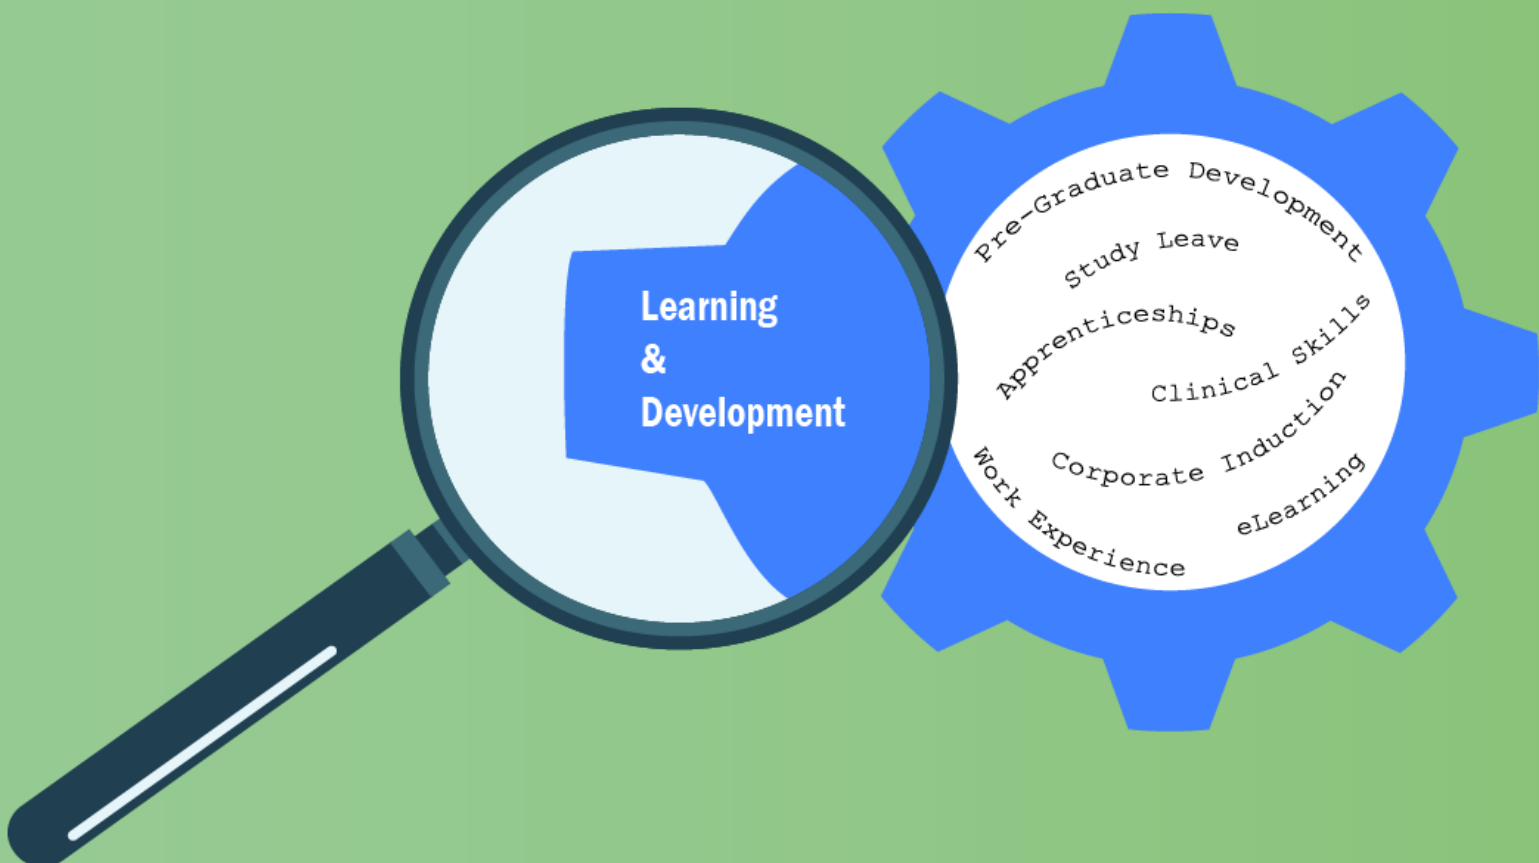 Learning
&
Development
Pre-Graduate Development
Study Leave
Apprenticeships
Clinical Skills
Corporate Induction
Work Experience
eLearning